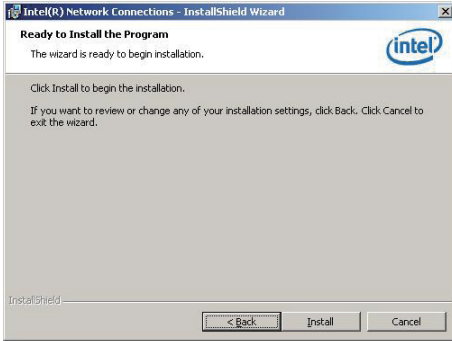 Intel(R) Network Connections - InstallShield Wizard
Ready to Install the Program
The wizard is ready to begin installation.
intel
Click Install to begin the installation.
If you want to review or change any of your installation settings, click Back. Click Cancel to
exit the wizard.
InstallShield
< Back Install Cancel